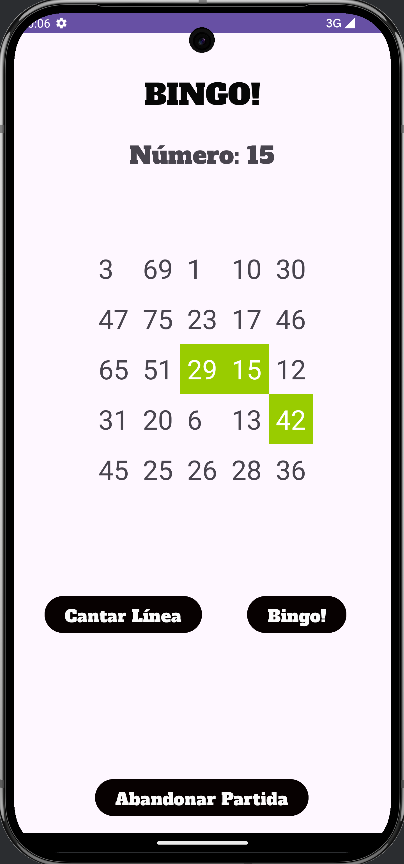 :06 3G
BINGO!
Número: 15
3 69 1 10 30
47 75 23 17 46
65 51 29 15 12
31 20 6 13 42
45 25 26 28 36
Cantar Línea Bingo!
Abandonar Partida